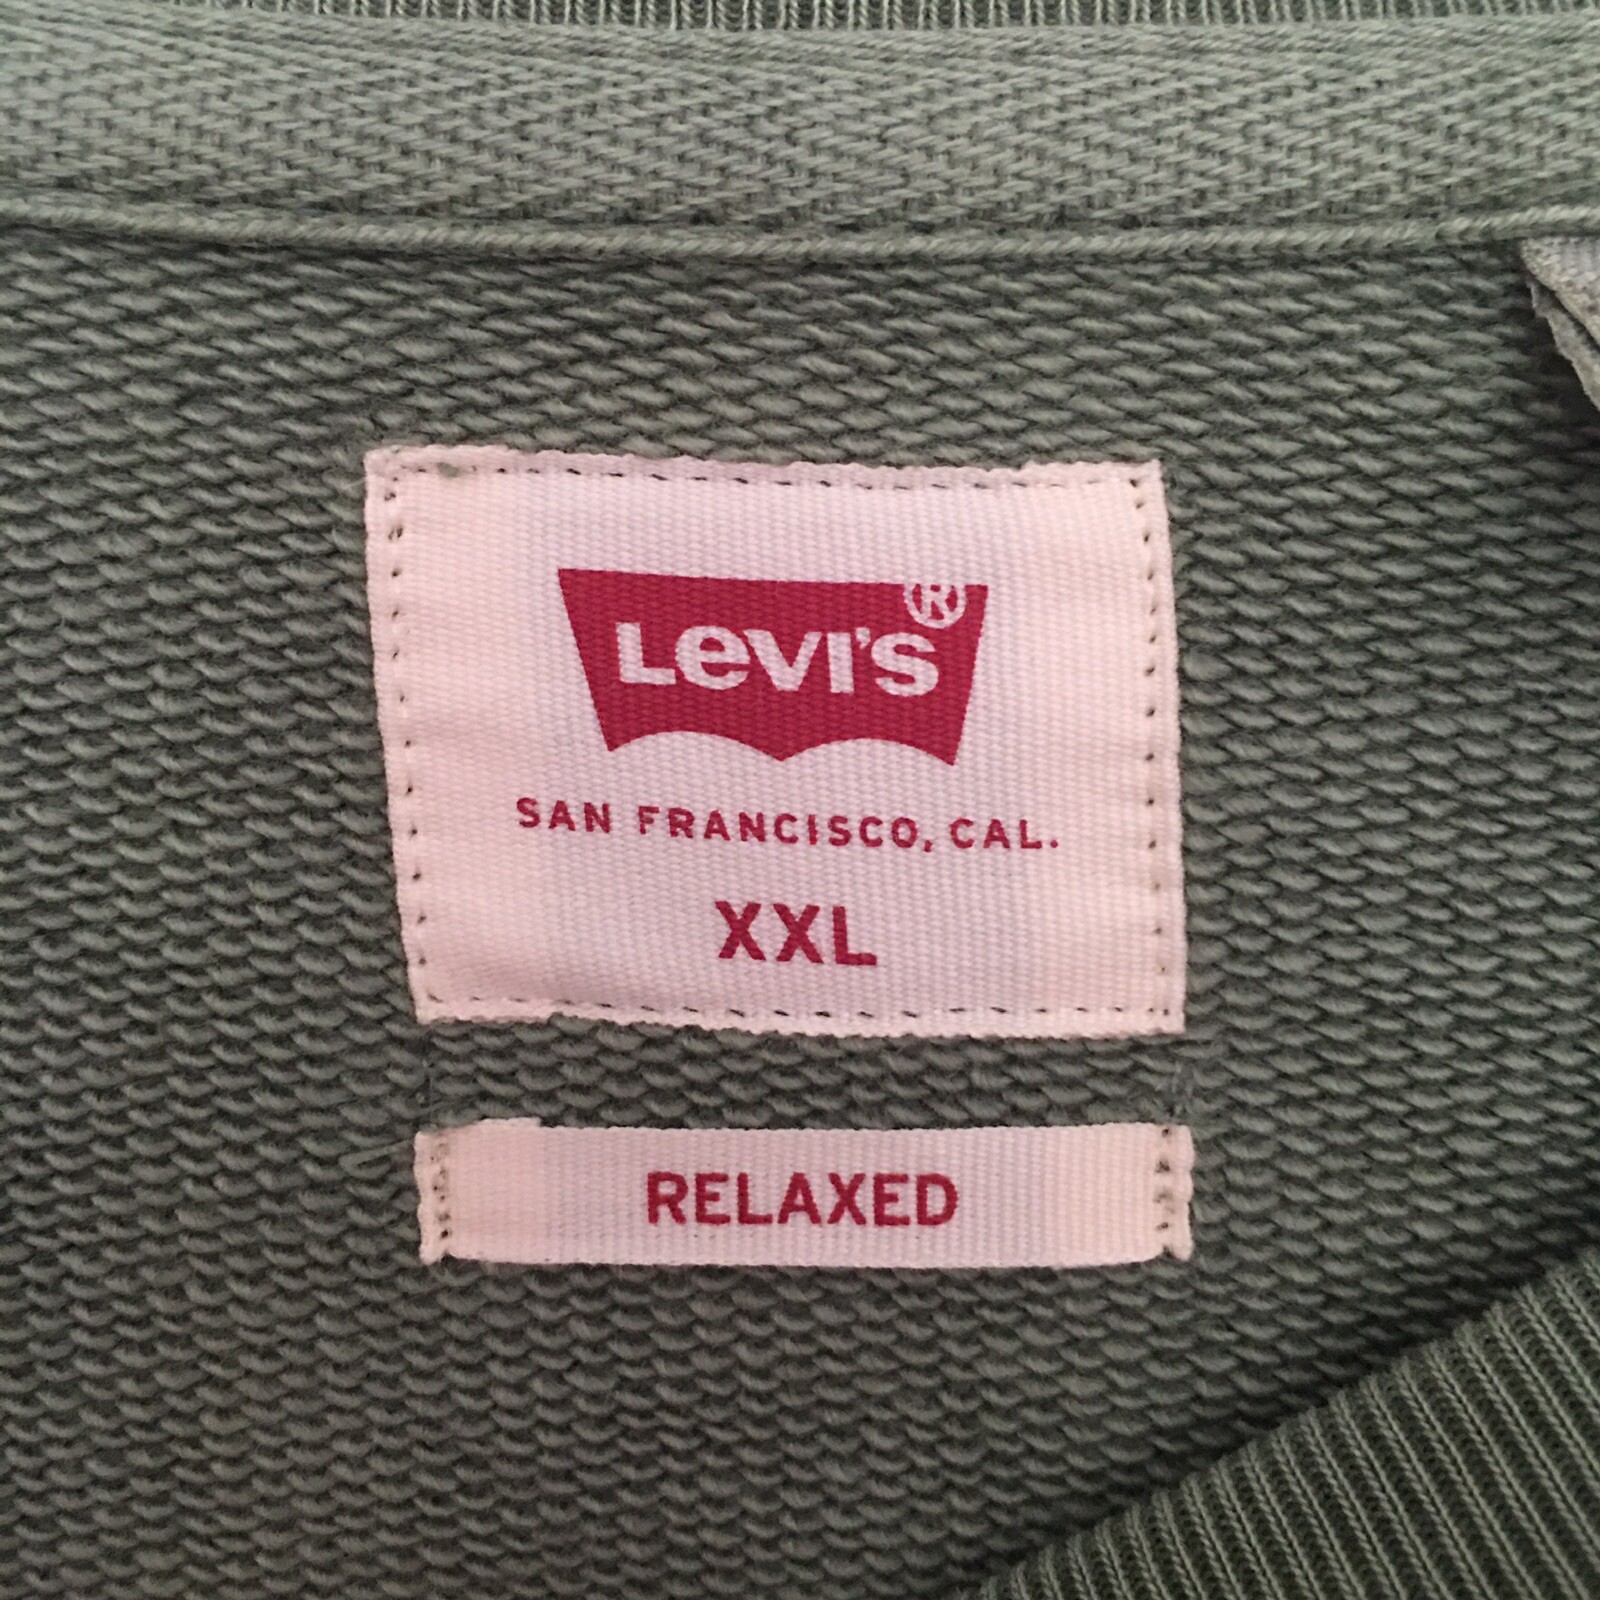 Levi's®
SAN FRANCISCO, CAL.
XXL
RELAXED